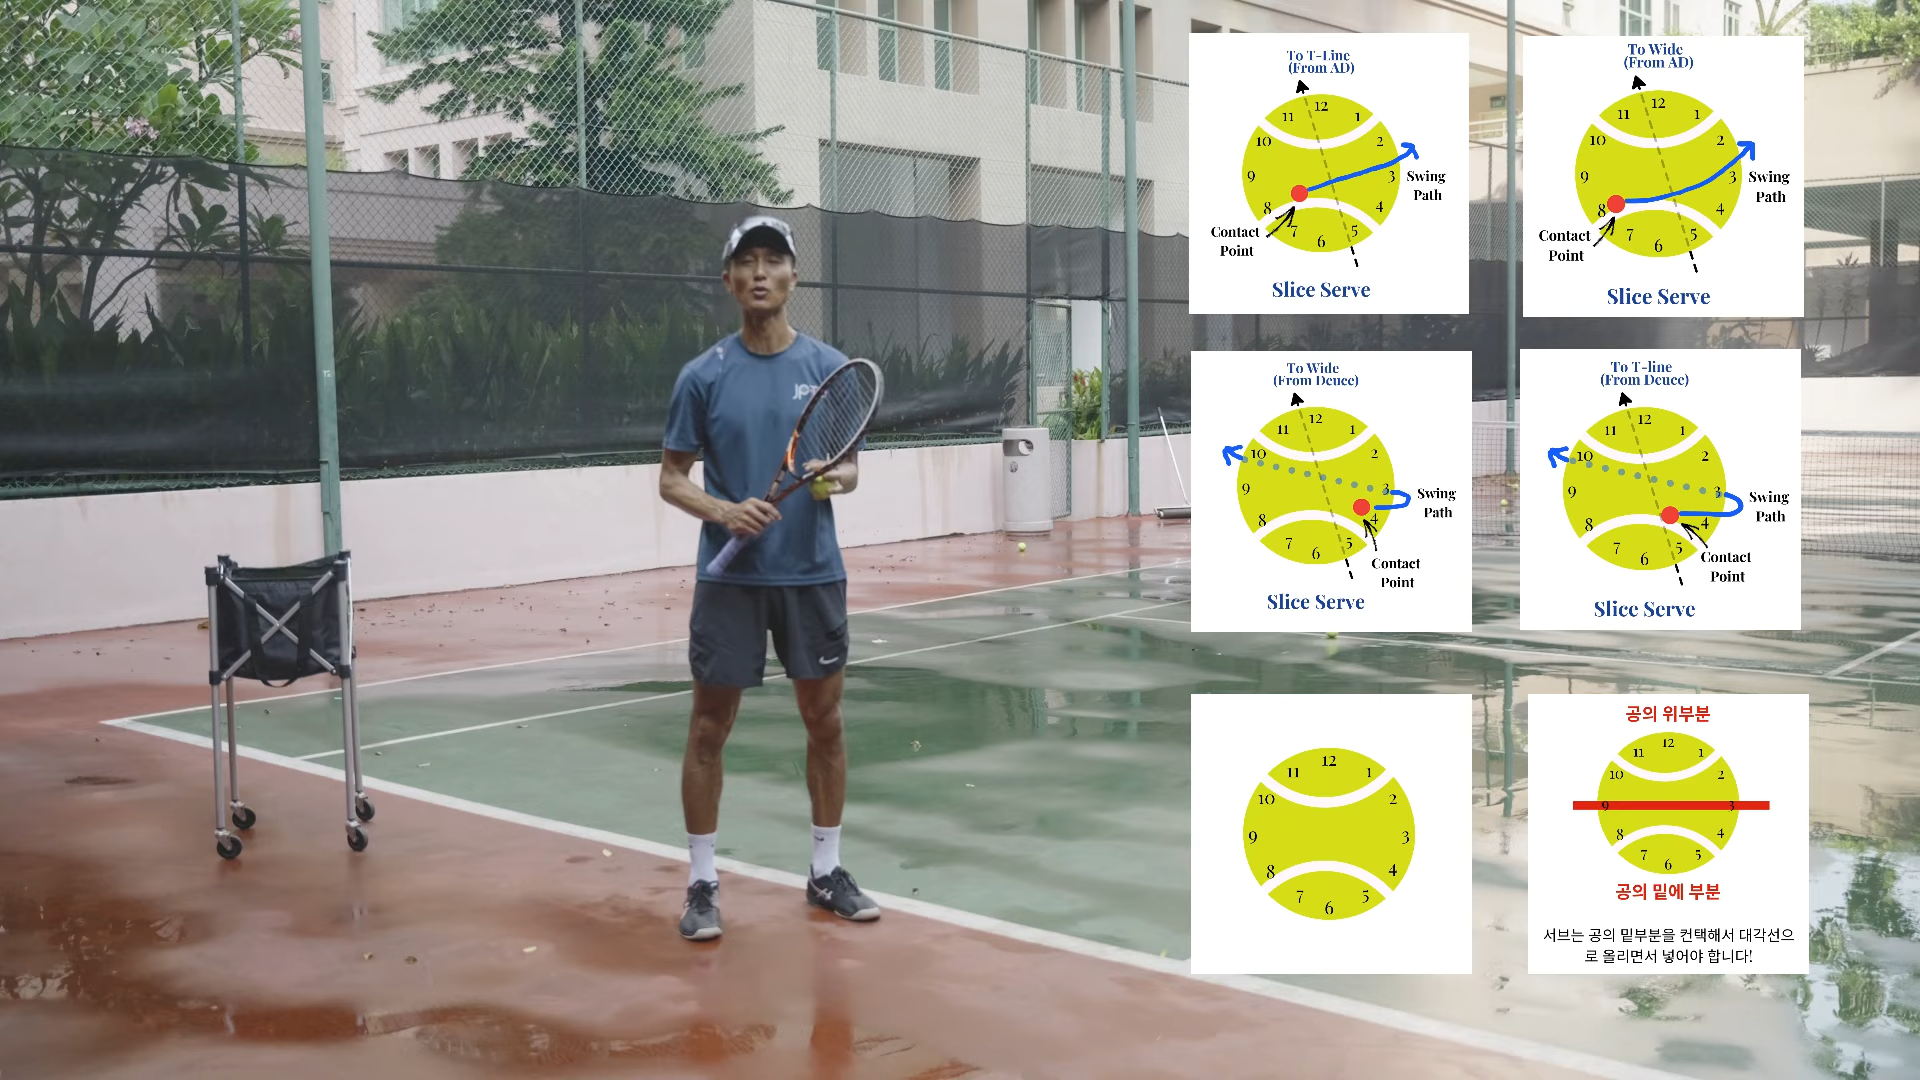 To T-Line
(From AD)
12
11
1
10
2
9
3
8
4
7
5
6
Swing
Path
Contact
Point
Slice Serve
To Wide
(From AD)
12
11
1
10
2
9
3
8
4
7
5
6
Swing
Path
Contact
Point
Slice Serve
To Wide
(From Deuce)
12
11
1
10
2
9
3
8
4
7
5
6
Swing
Path
Contact
Point
Slice Serve
To T-line
(From Deuce)
12
11
1
10
2
9
3
8
4
7
5
6
Swing
Path
Contact
Point
Slice Serve
12
11
1
10
2
9
3
8
4
7
5
6
공의 위부분
12
11
1
10
2
9
3
8
4
7
5
6
공의 밑에 부분
서브는 공의 밑부분을 컨택해서 대각선으
로 올리면서 넣어야 합니다!